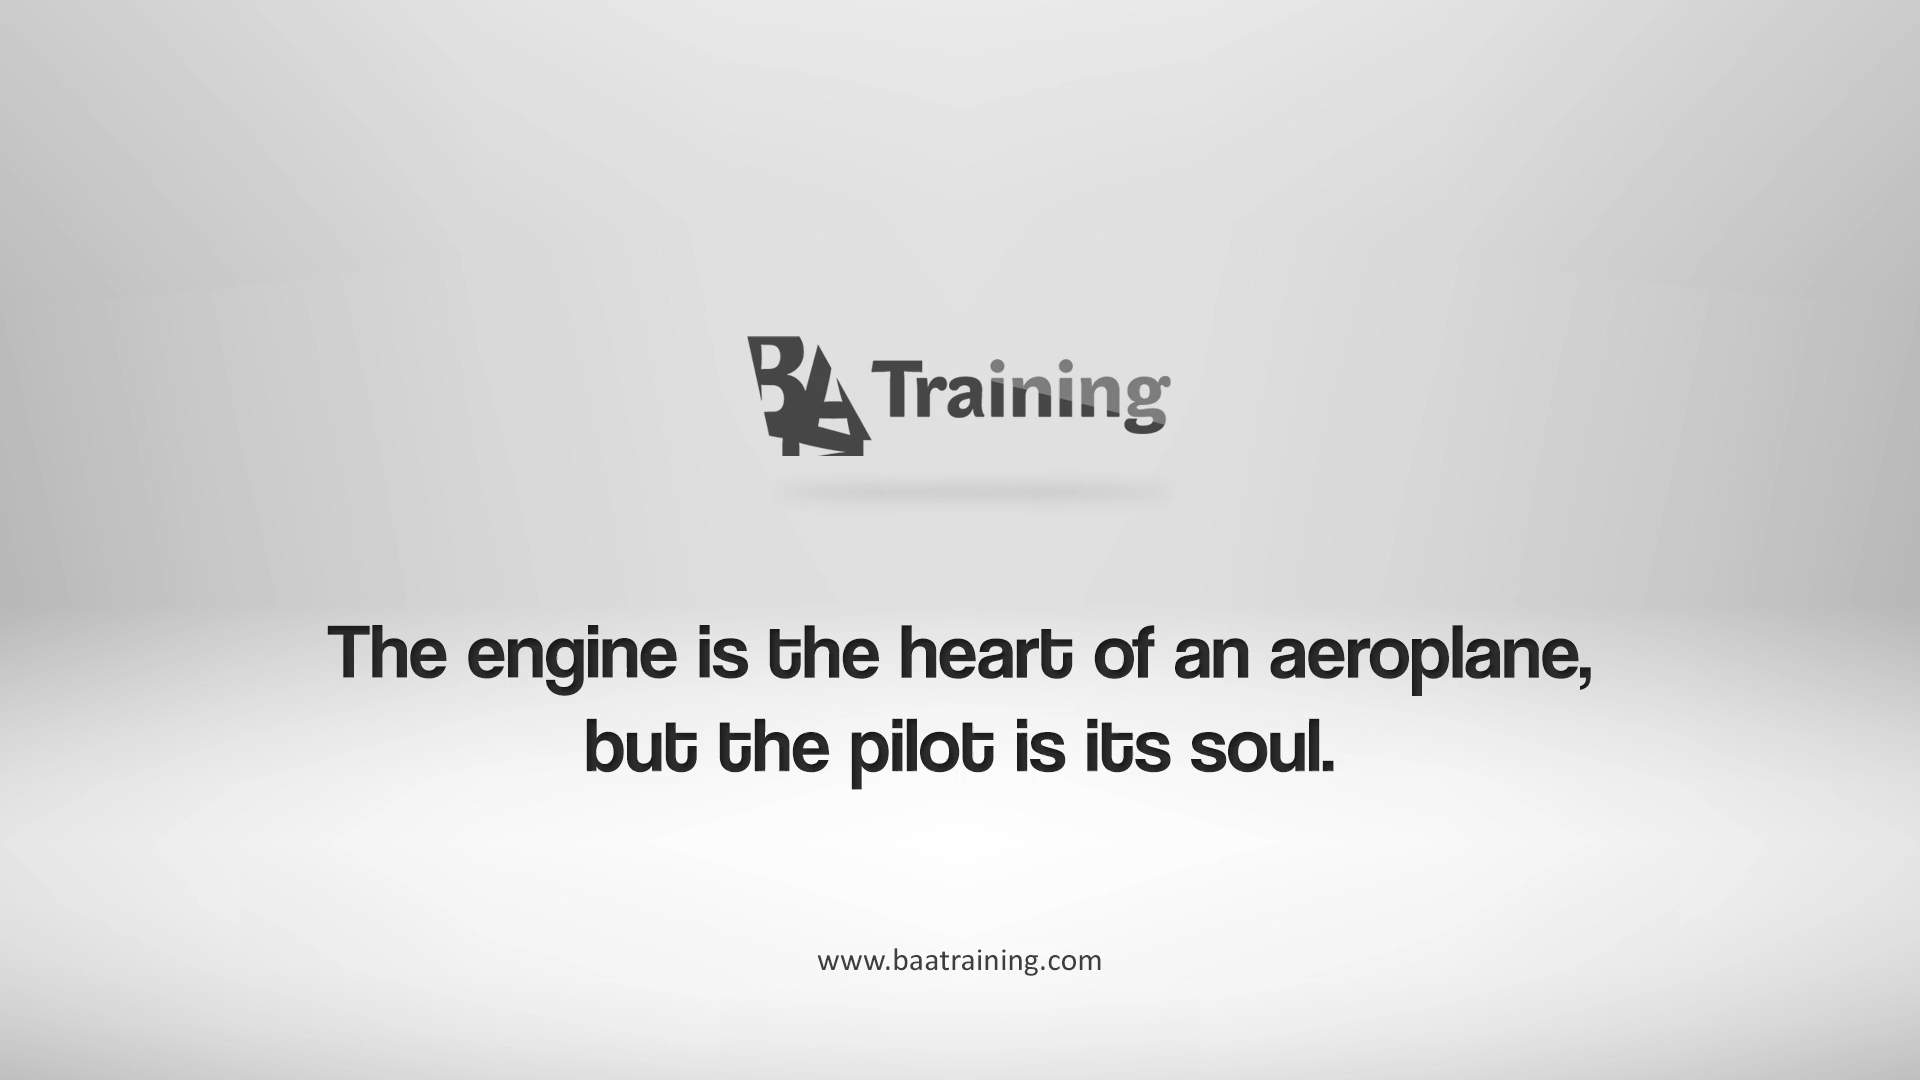 BAA Training
The engine is the heart of an aeroplane,
but the pilot is its soul.
www.baatraining.com